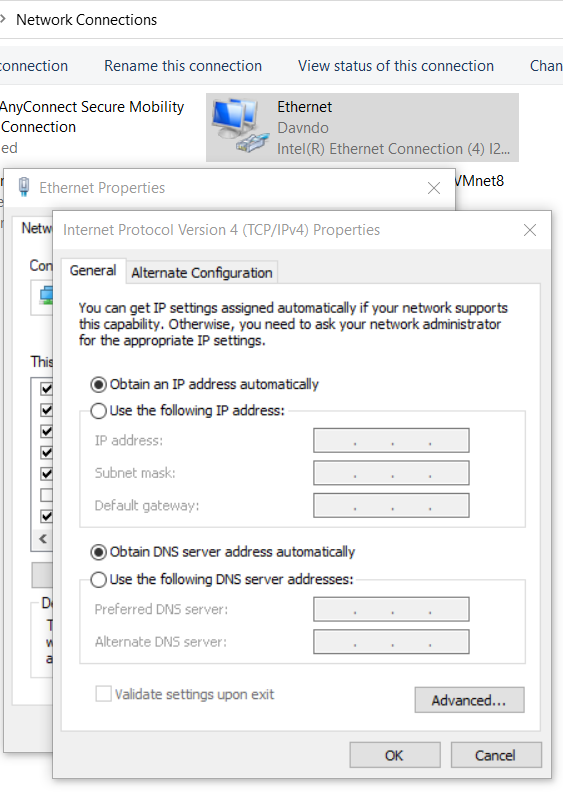 Network Connections
connection
Rename this connection
View status of this connection
Chan
AnyConnect Secure Mobility
Connection
ed
Ethernet
Davndo
Intel(R) Ethernet Connection (4) I2...
VMnet8
Ethernet Properties
Netw
Internet Protocol Version 4 (TCP/IPv4) Properties
Con
General
Alternate Configuration
You can get IP settings assigned automatically if your network supports
this capability. Otherwise, you need to ask your network administrator
for the appropriate IP settings.
This
Obtain an IP address automatically
Use the following IP address:
IP address:
Subnet mask:
Default gateway:
Obtain DNS server address automatically
Use the following DNS server addresses:
De
Preferred DNS server:
T
w
Alternate DNS server:
a
Validate settings upon exit
Advanced...
OK
Cancel